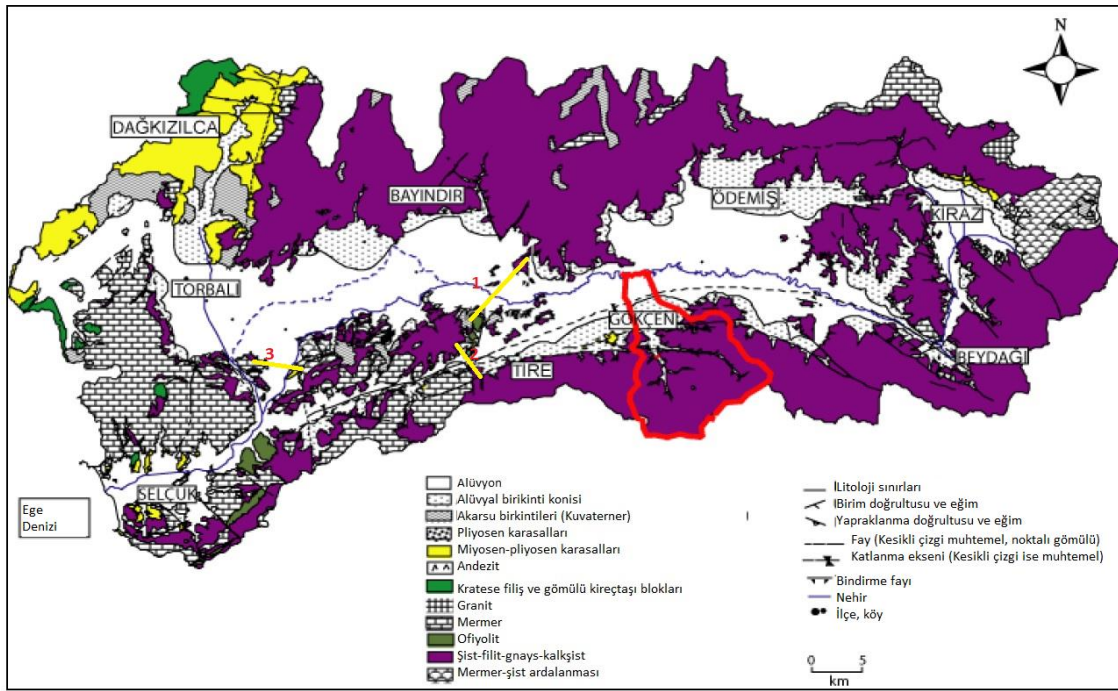 N
DAĞKIZILCA
BAYINDIR
ÖDEMİŞ
KİRAZ
TORBALI
1
GÖKÇEN
2
3
TİRE
BEYDAĞI
SELÇUK
Ege
Denizi
Alüvyon
Alüvyal birikinti konisi
Akarsu birkintileri (Kuvaterner)
Pliyosen karasalları
Miyosen-pliyosen karasalları
Andezit
Kratese filiş ve gömülü kireçtaşı blokları
Granit
Mermer
Ofiyolit
Şist-filit-gnays-kalkşist
Mermer-şist ardalanması
Litoloji sınırları
Birim doğrultusu ve eğim
Yapraklanma doğrultusu ve eğim
Fay (Kesikli çizgi muhtemel, noktalı gömülü)
Katlanma ekseni (Kesikli çizgi ise muhtemel)
Bindirme fayı
Nehir
İlçe, köy
0 5
km